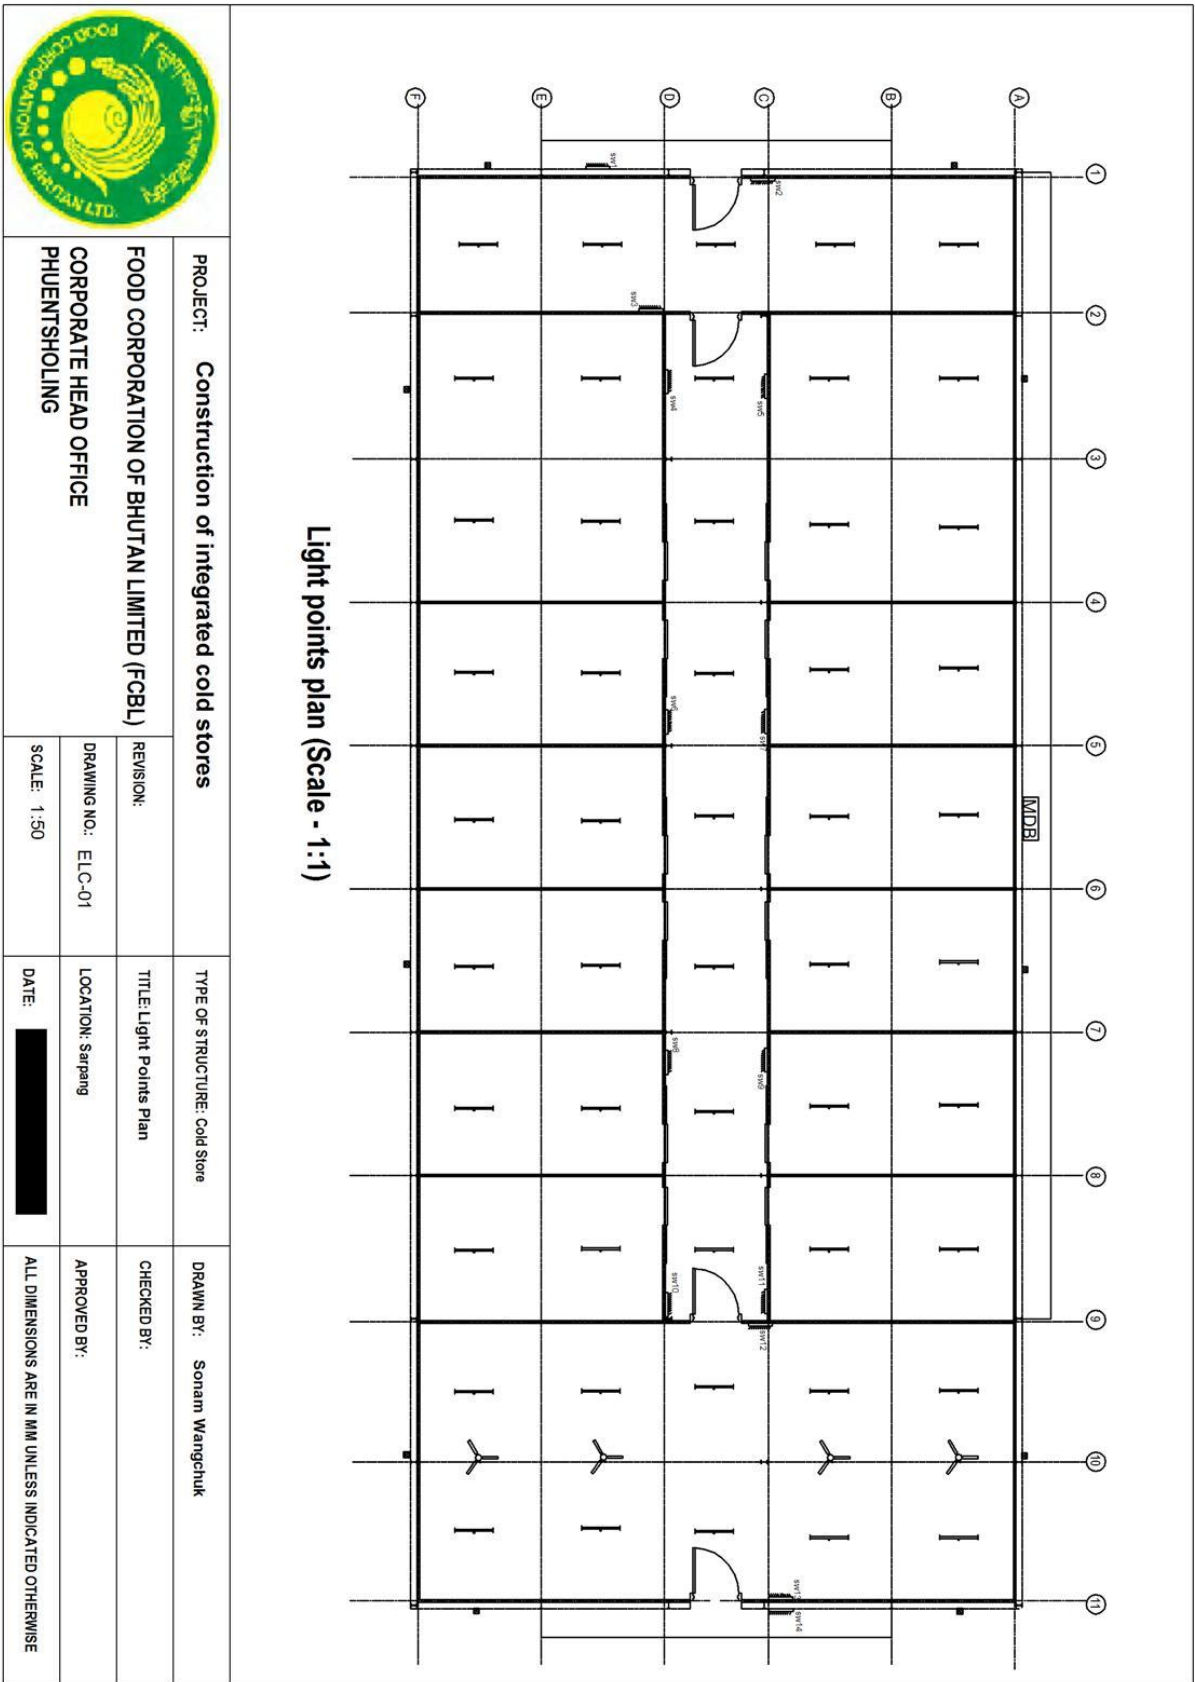 A
B
C
D
E
F
1
2
3
4
5
6
7
8
9
10
11
MDB
sw1
sw2
sw3
sw4
sw5
sw6
sw7
sw8
sw9
sw10
sw11
sw12
sw13
sw14
Light points plan (Scale - 1:1)
FOOD CORPORATION OF BHUTAN LTD.
PROJECT: Construction of integrated cold stores
FOOD CORPORATION OF BHUTAN LIMITED (FCBL)
CORPORATE HEAD OFFICE
PHUENTSHOLING
REVISION:
DRAWING NO.: ELC-01
SCALE: 1:50
TYPE OF STRUCTURE: Cold Store
TITLE: Light Points Plan
LOCATION: Sarpang
DATE:
DRAWN BY: Sonam Wangchuk
CHECKED BY:
APPROVED BY:
ALL DIMENSIONS ARE IN MM UNLESS INDICATED OTHERWISE